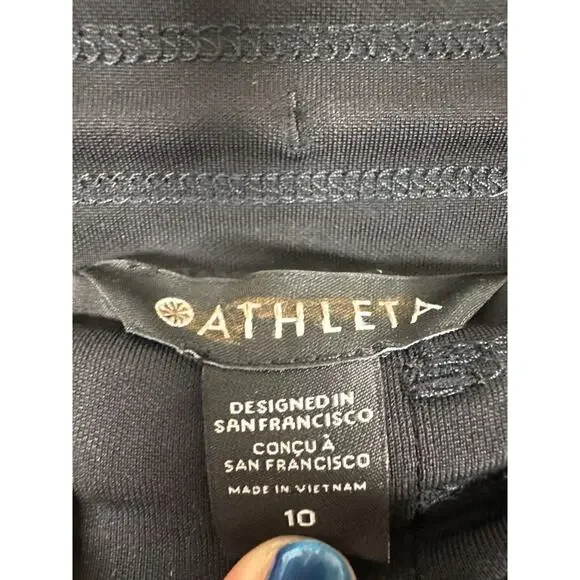 ATHLETA
DESIGNED IN
SAN FRANCISCO
CONÇU À
SAN FRANCISCO
MADE IN VIETNAM
10